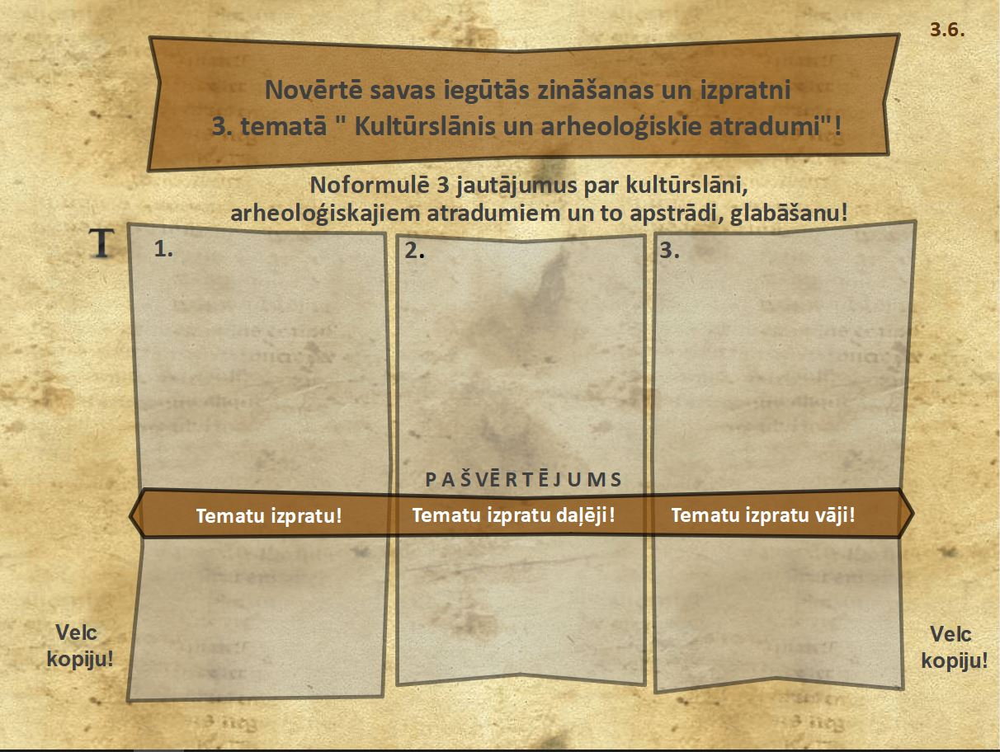 3.6.
Novērtē savas iegūtās zināšanas un izpratni
3. tematā " Kultūrslānis un arheoloģiskie atradumi"!
Noformulē 3 jautājumus par kultūrslāni,
arheoloģiskajiem atradumiem un to apstrādi, glabāšanu!
T
1.
2.
3.
PAŠVĒRTĒJUMS
Tematu izpratu!
Tematu izpratu daļēji!
Tematu izpratu vāji!
Velc
kopiju!
Velc
kopiju!